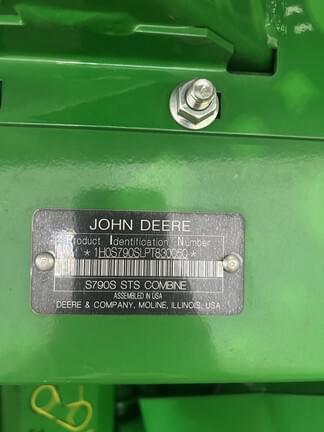 JOHN DEERE
Product Identification Number
*1H0S790SLPT830050*
S790S STS COMBINE
ASSEMBLED IN USA
DEERE & COMPANY, MOLINE, ILLINOIS, USA